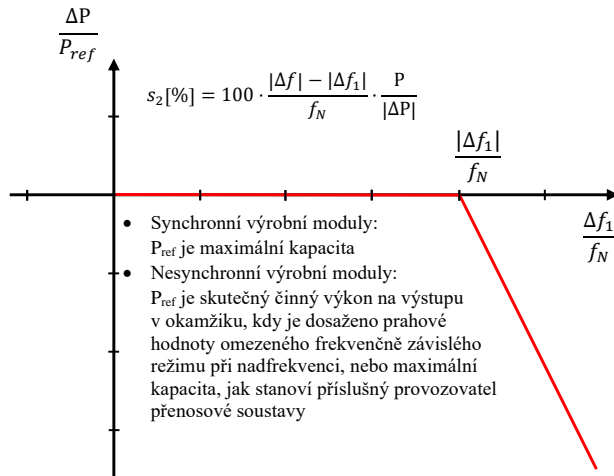 ΔP
P_ref
s₂[%] = 100 · (|Δf| − |Δf₁|)/f_N · P/|ΔP|
|Δf₁|
f_N
Δf₁
f_N
• Synchronní výrobní moduly:
P_ref je maximální kapacita
• Nesynchronní výrobní moduly:
P_ref je skutečný činný výkon na výstupu
v okamžiku, kdy je dosaženo prahové
hodnoty omezeného frekvenčně závislého
režimu při nadfrekvenci, nebo maximální
kapacita, jak stanoví příslušný provozovatel
přenosové soustavy